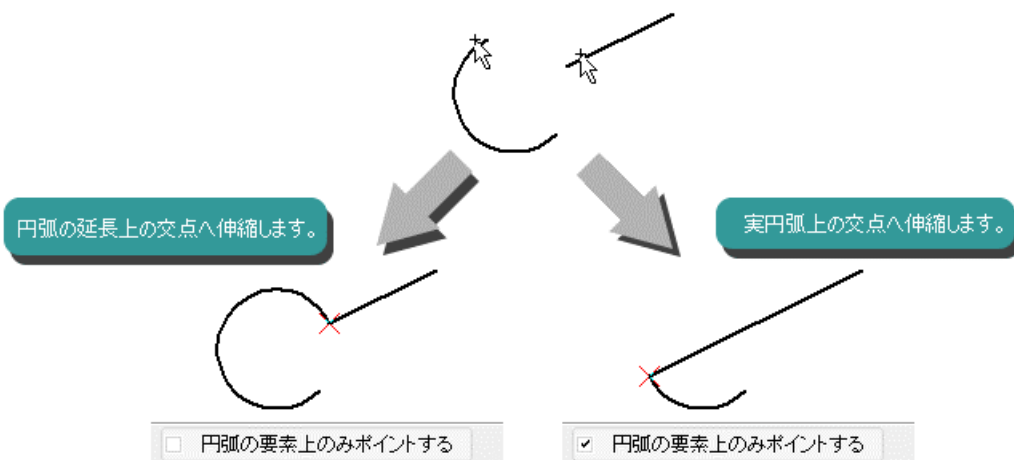 円弧の延長上の交点へ伸縮します。
実円弧上の交点へ伸縮します。
円弧の要素上のみポイントする
円弧の要素上のみポイントする